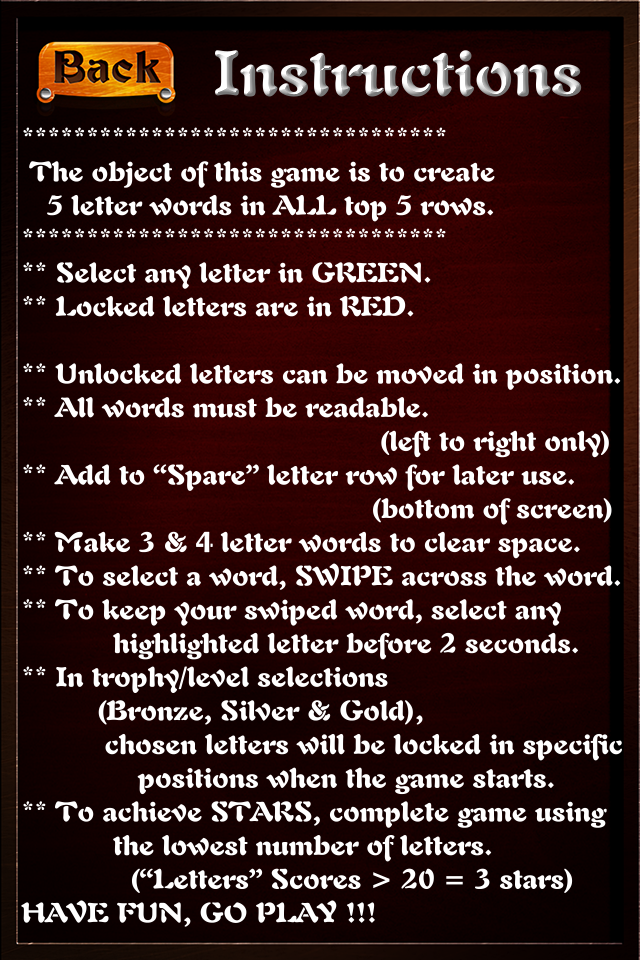 Back Instructions
*********************************
The object of this game is to create
5 letter words in ALL top 5 rows.
*********************************
** Select any letter in GREEN.
** Locked letters are in RED.
** Unlocked letters can be moved in position.
** All words must be readable.
(left to right only)
** Add to “Spare” letter row for later use.
(bottom of screen)
** Make 3 & 4 letter words to clear space.
** To select a word, SWIPE across the word.
** To keep your swiped word, select any
highlighted letter before 2 seconds.
** In trophy/level selections
(Bronze, Silver & Gold),
chosen letters will be locked in specific
positions when the game starts.
** To achieve STARS, complete game using
the lowest number of letters.
(“Letters” Scores > 20 = 3 stars)
HAVE FUN, GO PLAY !!!